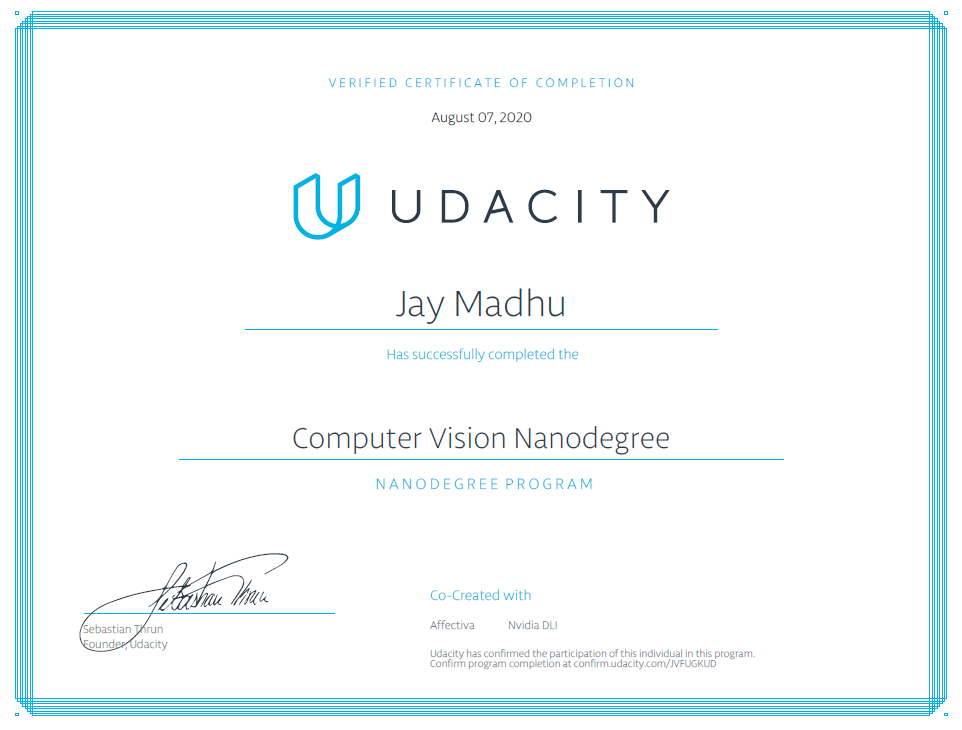 VERIFIED CERTIFICATE OF COMPLETION
August 07, 2020
UDACITY
Jay Madhu
Has successfully completed the
Computer Vision Nanodegree
NANODEGREE PROGRAM
Sebastian Thrun
Sebastian Thrun
Founder, Udacity
Co-Created with
Affectiva Nvidia DLI
Udacity has confirmed the participation of this individual in this program.
Confirm program completion at confirm.udacity.com/JVFUGKUD